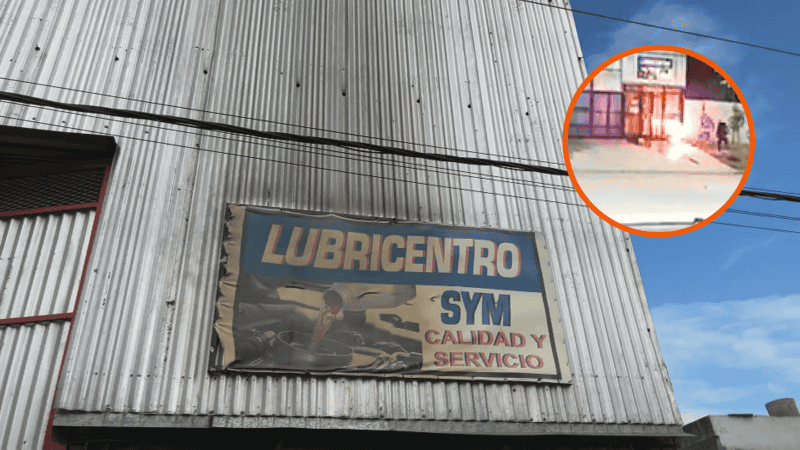 LUBRICENTRO
SYM
CALIDAD Y
SERVICIO